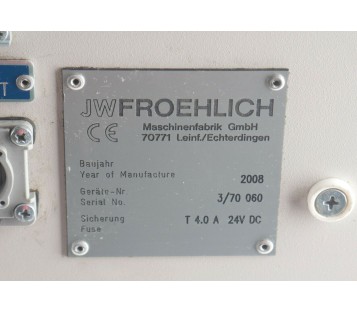 T
JWFROEHLICH
CE
Maschinenfabrik GmbH
70771 Leinf./Echterdingen
Baujahr
Year of Manufacture 2008
Geräte-Nr
Serial No. 3/70 060
Sicherung T 4.0 A 24V DC
Fuse